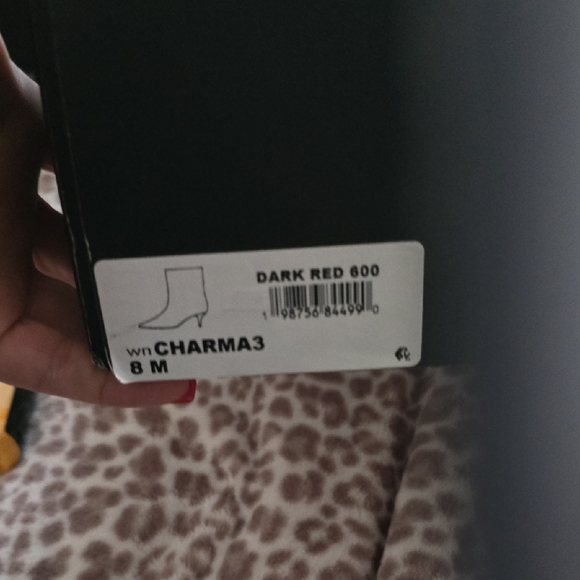 DARK RED 600
1 98756 84499 0
wnCHARMA3
8 M